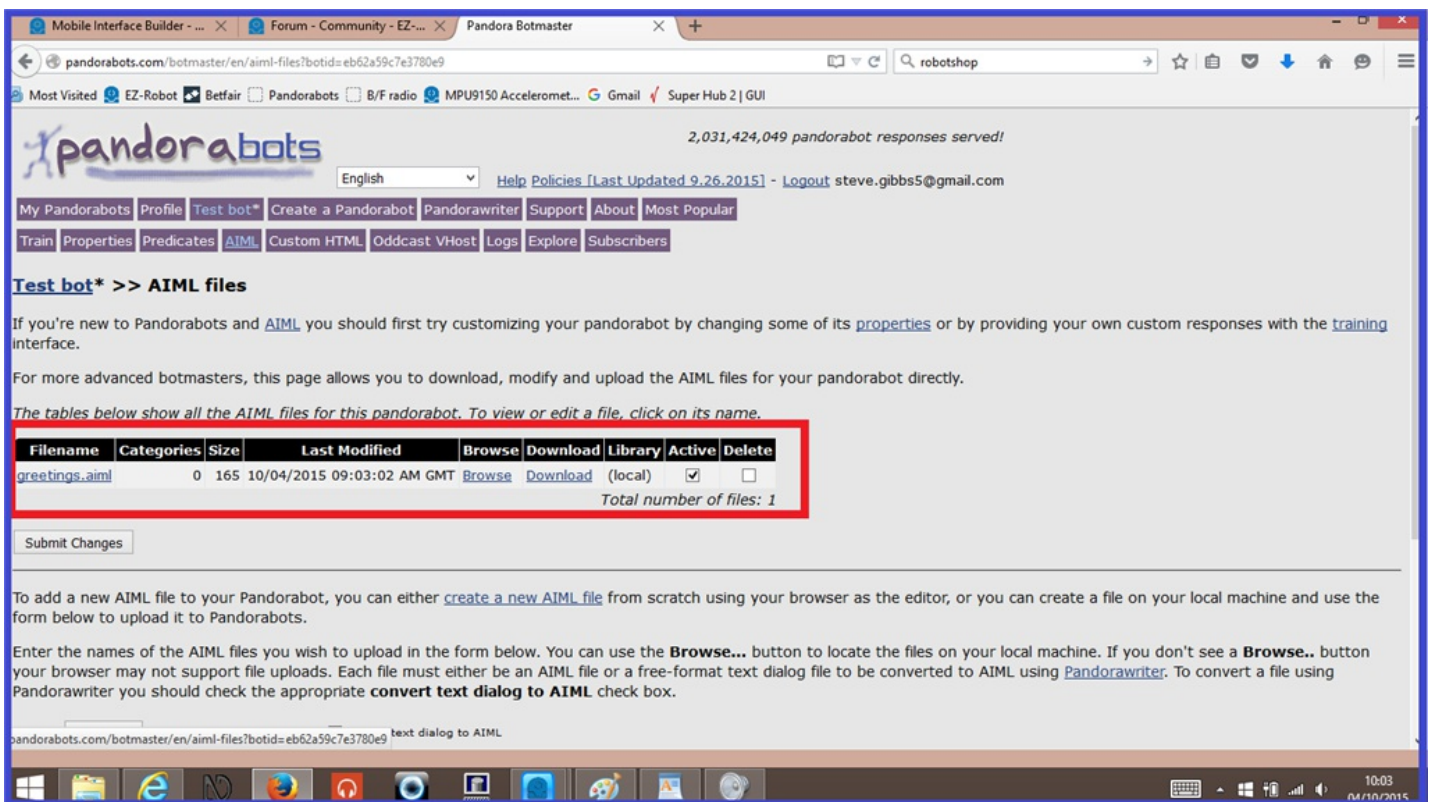 Mobile Interface Builder - ...
Forum - Community - EZ-...
Pandora Botmaster
pandorabots.com/botmaster/en/aiml-files?botid=eb62a59c7e3780e9
robotshop
Most Visited EZ-Robot Betfair Pandorabots B/F radio MPU9150 Acceleromet... Gmail Super Hub 2 | GUI
pandorabots
2,031,424,049 pandorabot responses served!
English
Help Policies [Last Updated 9.26.2015] - Logout steve.gibbs5@gmail.com
My Pandorabots Profile Test bot* Create a Pandorabot Pandorawriter Support About Most Popular
Train Properties Predicates AIML Custom HTML Oddcast VHost Logs Explore Subscribers
Test bot* >> AIML files
If you're new to Pandorabots and AIML you should first try customizing your pandorabot by changing some of its properties or by providing your own custom responses with the training
interface.
For more advanced botmasters, this page allows you to download, modify and upload the AIML files for your pandorabot directly.
The tables below show all the AIML files for this pandorabot. To view or edit a file, click on its name.
Filename Categories Size Last Modified Browse Download Library Active Delete
greetings.aiml 0 165 10/04/2015 09:03:02 AM GMT Browse Download (local)
Total number of files: 1
Submit Changes
To add a new AIML file to your Pandorabot, you can either create a new AIML file from scratch using your browser as the editor, or you can create a file on your local machine and use the
form below to upload it to Pandorabots.
Enter the names of the AIML files you wish to upload in the form below. You can use the Browse... button to locate the files on your local machine. If you don't see a Browse.. button
your browser may not support file uploads. Each file must either be an AIML file or a free-format text dialog file to be converted to AIML using Pandorawriter. To convert a file using
Pandorawriter you should check the appropriate convert text dialog to AIML check box.
text dialog to AIML
pandorabots.com/botmaster/en/aiml-files?botid=eb62a59c7e3780e9
10:03
04/10/2015